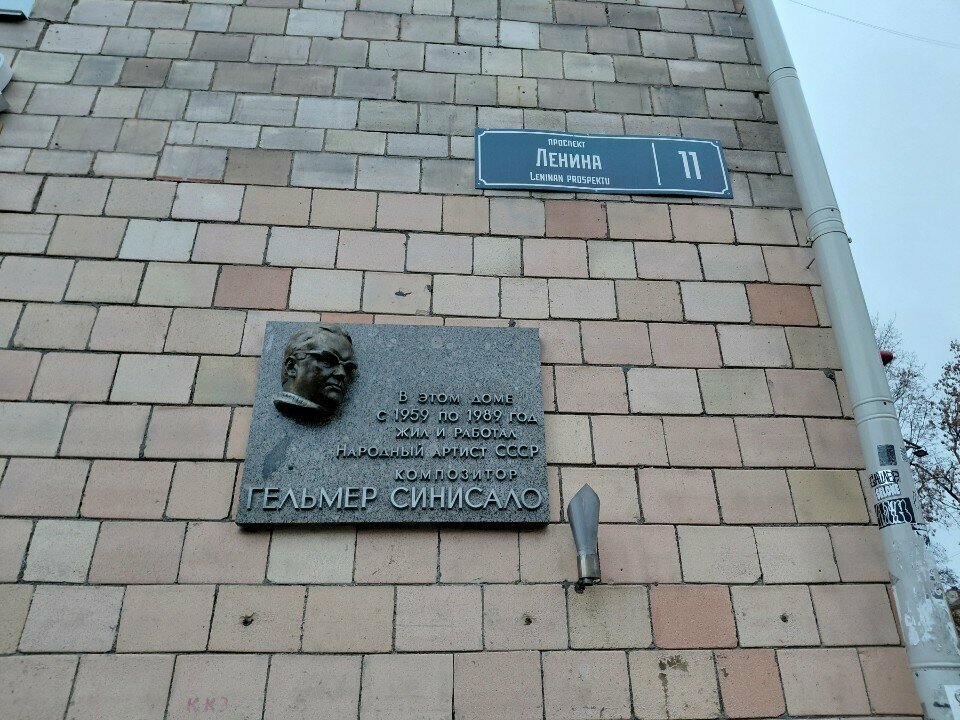 ПРОСПЕКТ
ЛЕНИНА
LENINAN PROSPEKTU
11
В ЭТОМ ДОМЕ
С 1959 ПО 1989 ГОД
ЖИЛ И РАБОТАЛ
НАРОДНЫЙ АРТИСТ СССР
КОМПОЗИТОР
ГЕЛЬМЕР СИНИСАЛО